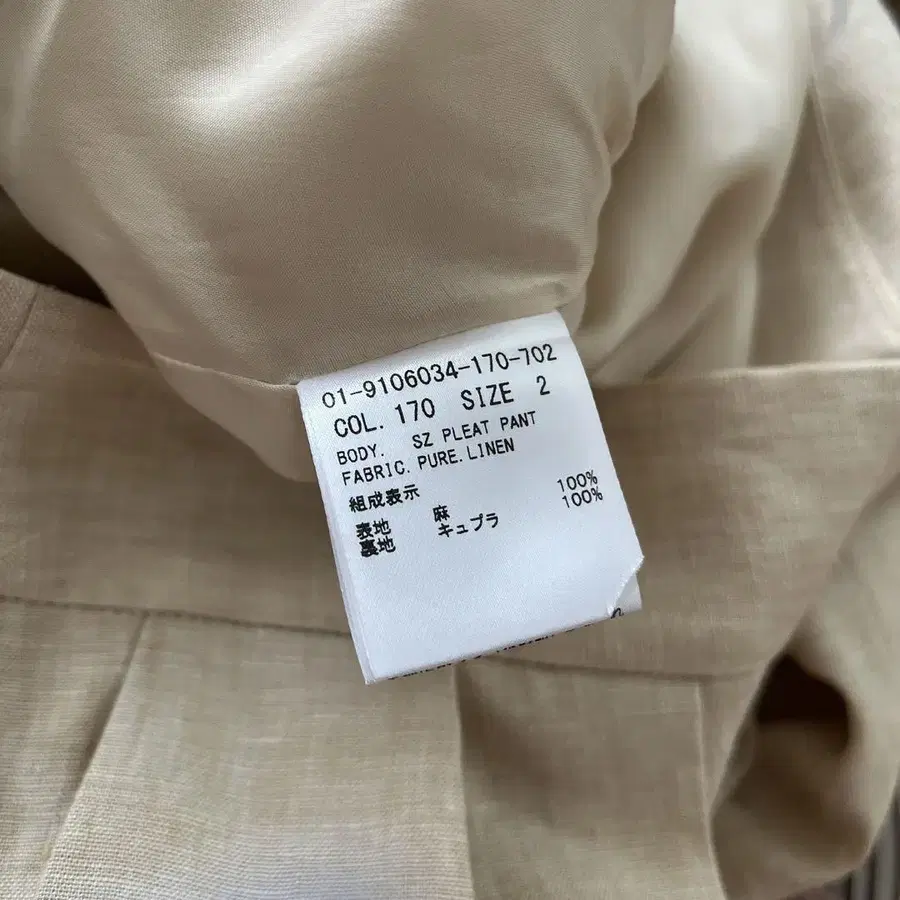 01-9106034-170-702
COL. 170 SIZE 2
BODY. SZ PLEAT PANT
FABRIC. PURE. LINEN
組成表示
表地 麻 100%
裏地 キュプラ 100%